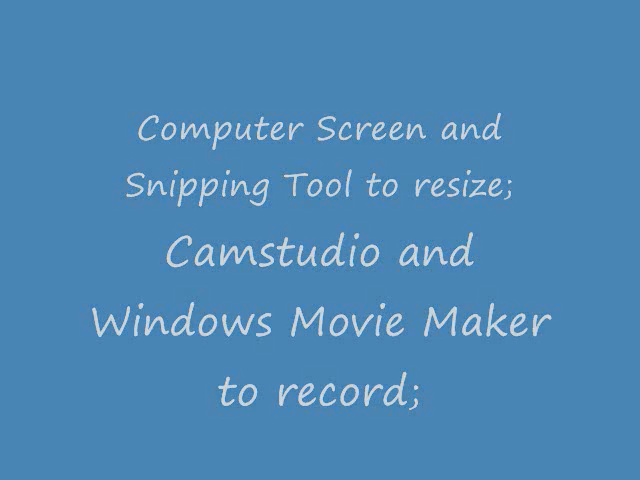 Computer Screen and
Snipping Tool to resize;
Camstudio and
Windows Movie Maker
to record;